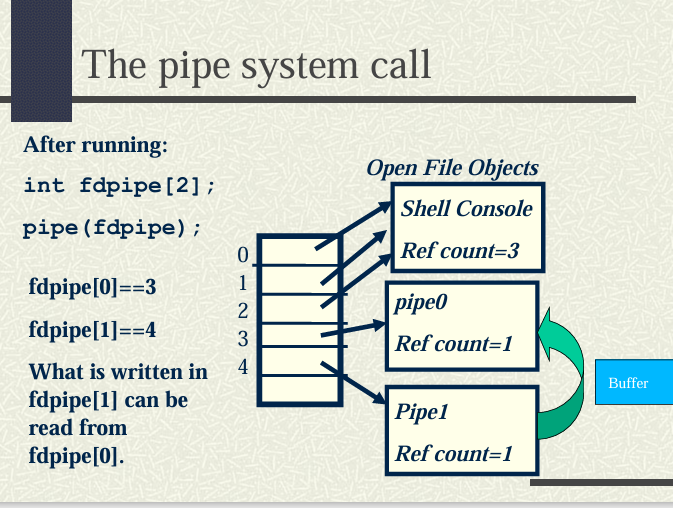 The pipe system call
After running:
int fdpipe[2];
pipe(fdpipe);
fdpipe[0]==3
fdpipe[1]==4
What is written in
fdpipe[1] can be
read from
fdpipe[0].
0
1
2
3
4
Open File Objects
Shell Console
Ref count=3
pipe0
Ref count=1
Pipe1
Ref count=1
Buffer